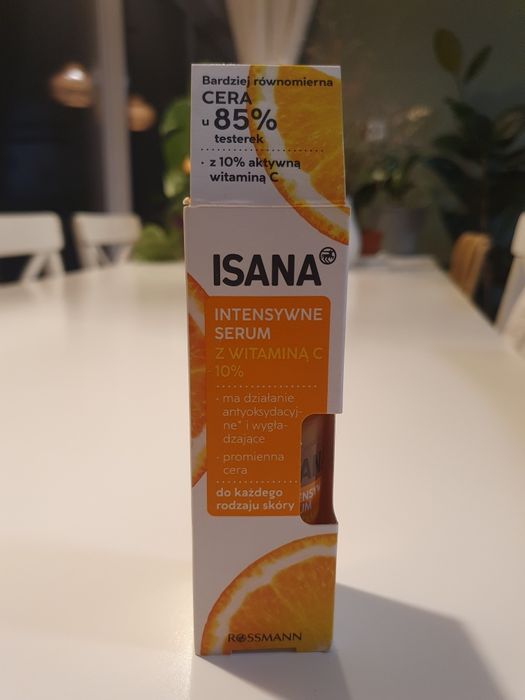 Bardziej równomierna
CERA
u 85%
testerek
· z 10% aktywną
witaminą C
ISANA
INTENSYWNE
SERUM
Z WITAMINĄ C
10%
· ma działanie
antyoksydacyj-
ne* i wygła-
dzające
· promienna
cera
do każdego
rodzaju skóry
ROSSMANN